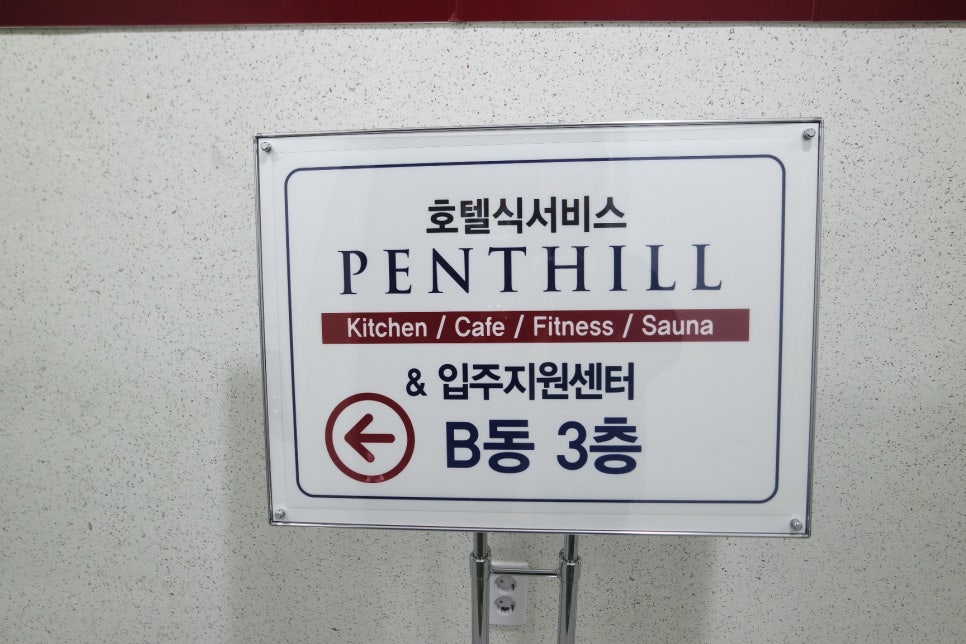 호텔식서비스
PENTHILL
Kitchen / Cafe / Fitness / Sauna
& 입주지원센터
B동 3층